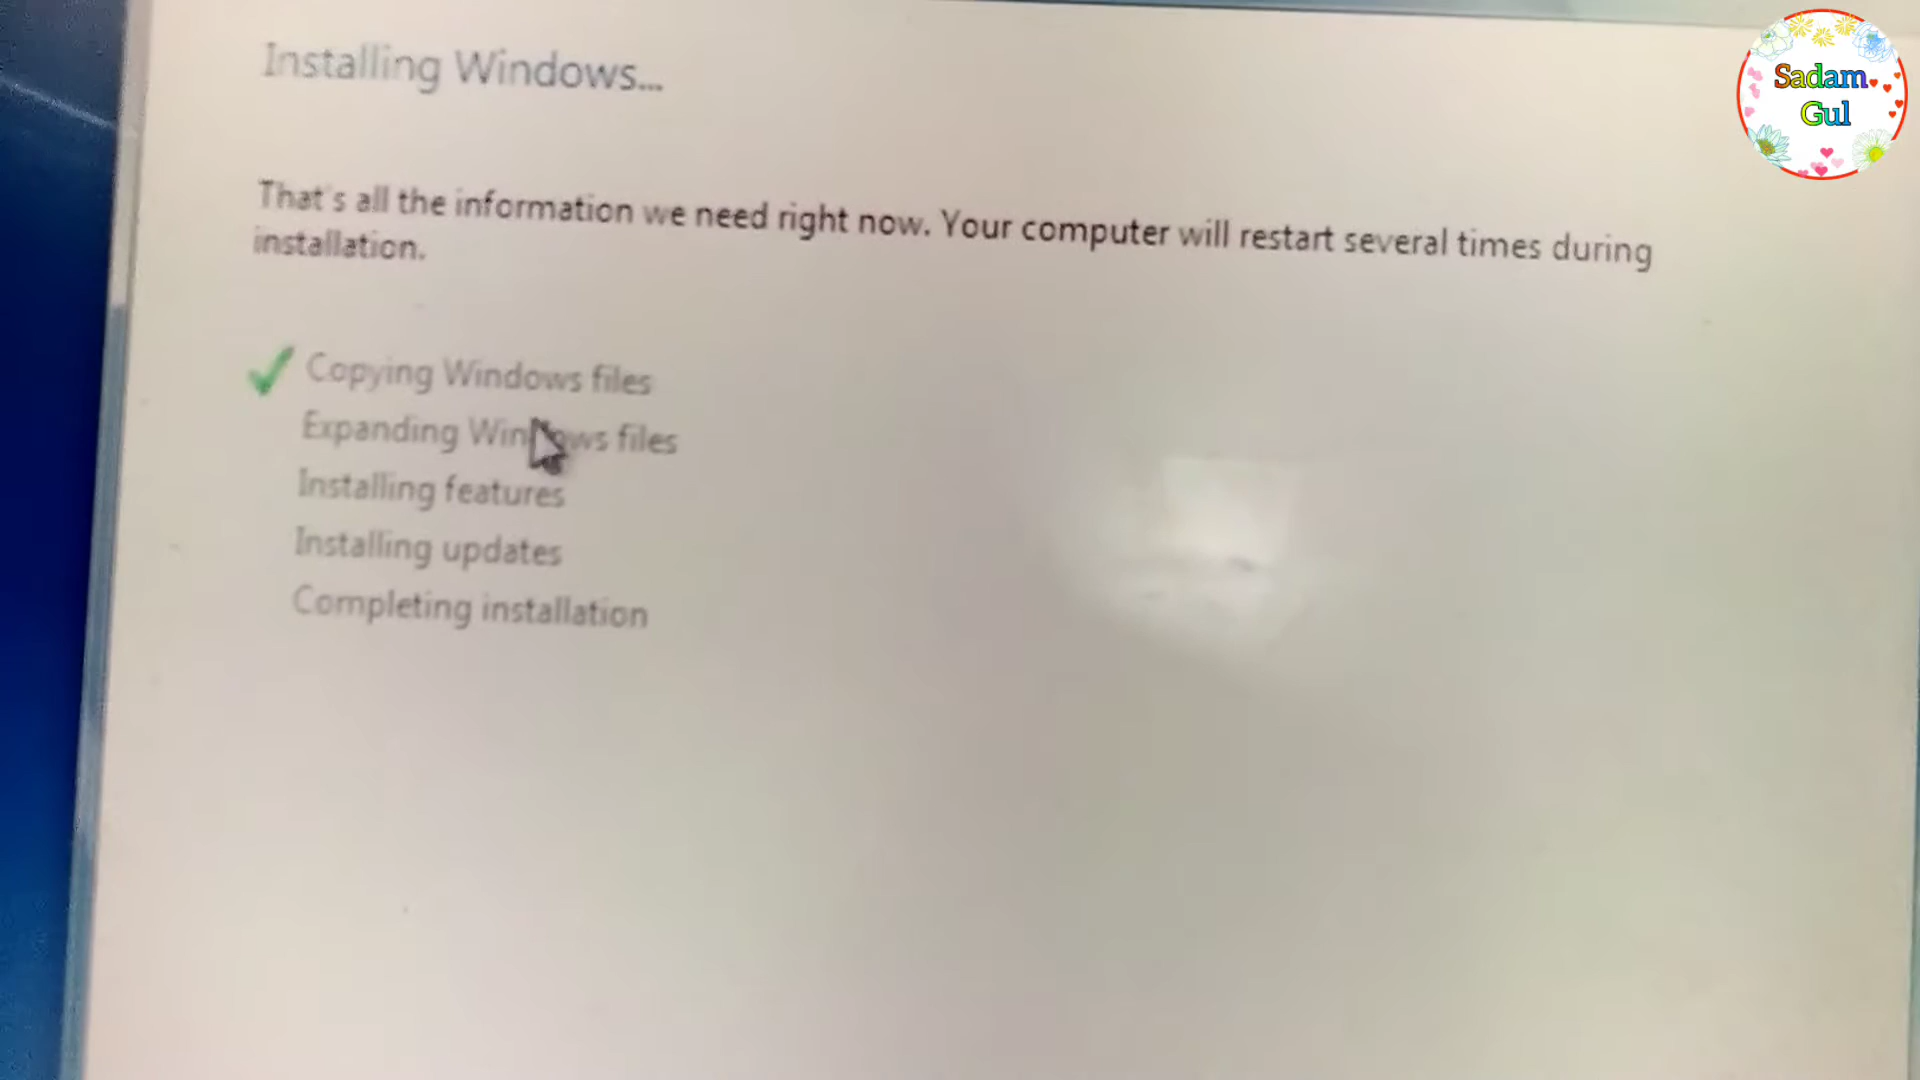 Installing Windows...
That's all the information we need right now. Your computer will restart several times during
installation.
Copying Windows files
Expanding Windows files
Installing features
Installing updates
Completing installation
Sadam
Gul